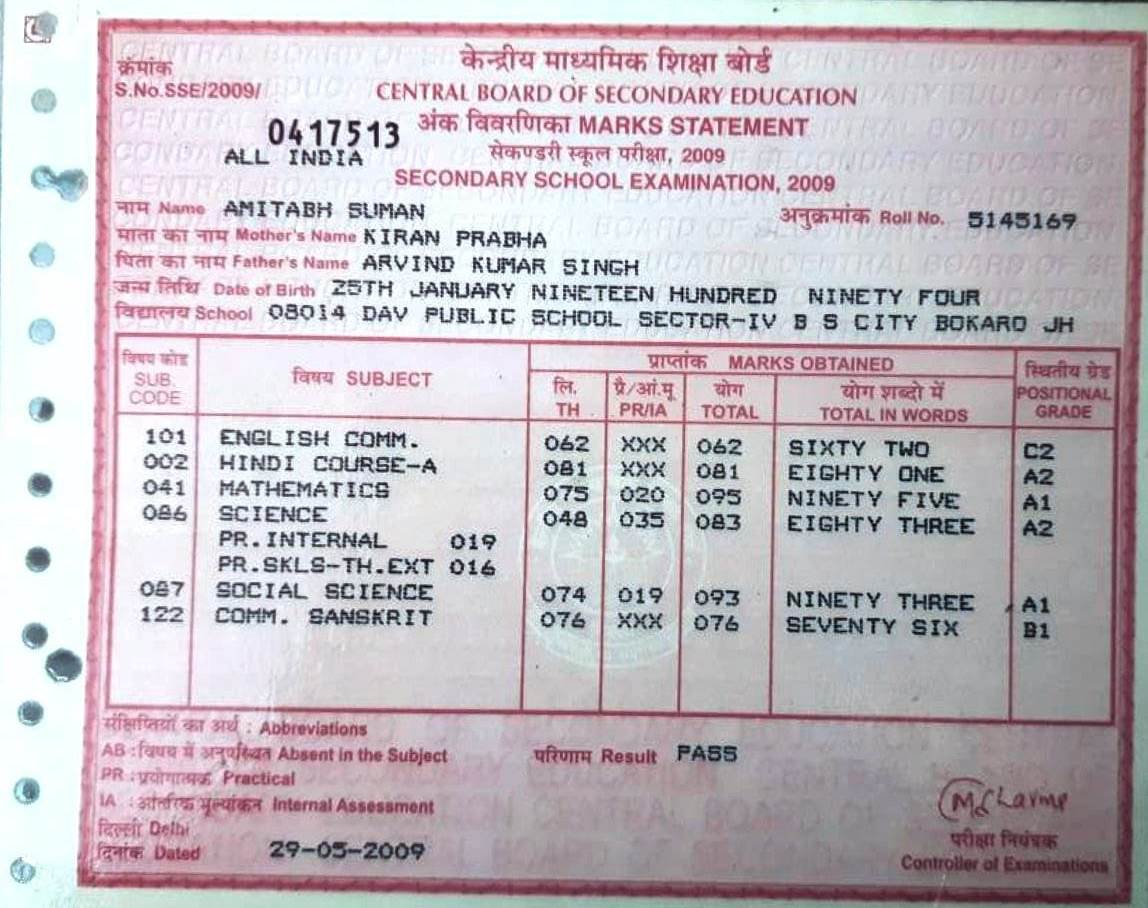 केन्द्रीय माध्यमिक शिक्षा बोर्ड
क्रमांक
S.No.SSE/2009/
CENTRAL BOARD OF SECONDARY EDUCATION
0417513
अंक विवरणिका MARKS STATEMENT
ALL INDIA
सेकण्डरी स्कूल परीक्षा, 2009
SECONDARY SCHOOL EXAMINATION, 2009
नाम Name AMITABH SUMAN अनुक्रमांक Roll No. 5145169
माता का नाम Mother's Name KIRAN PRABHA
पिता का नाम Father's Name ARVIND KUMAR SINGH
जन्म तिथि Date of Birth 25TH JANUARY NINETEEN HUNDRED NINETY FOUR
विद्यालय School 08014 DAV PUBLIC SCHOOL SECTOR-IV B S CITY BOKARO JH
विषय कोड SUB. CODE
विषय SUBJECT
प्राप्तांक MARKS OBTAINED
लि. TH
प्रै/आं.मू PR/IA
योग TOTAL
योग शब्दो में TOTAL IN WORDS
स्थितीय ग्रेड POSITIONAL GRADE
101 ENGLISH COMM. 062 XXX 062 SIXTY TWO C2
002 HINDI COURSE-A 081 XXX 081 EIGHTY ONE A2
041 MATHEMATICS 075 020 095 NINETY FIVE A1
086 SCIENCE 048 035 083 EIGHTY THREE A2
PR.INTERNAL 019
PR.SKLS-TH.EXT 016
087 SOCIAL SCIENCE 074 019 093 NINETY THREE A1
122 COMM. SANSKRIT 076 XXX 076 SEVENTY SIX B1
संक्षिप्तियों का अर्थ : Abbreviations
AB : विषय में अनुपस्थित Absent in the Subject परिणाम Result PASS
PR : प्रयोगात्मक Practical
IA : आंतरिक मूल्यांकन Internal Assessment
दिल्ली Delhi
दिनांक Dated 29-05-2009
परीक्षा नियंत्रक
Controller of Examinations